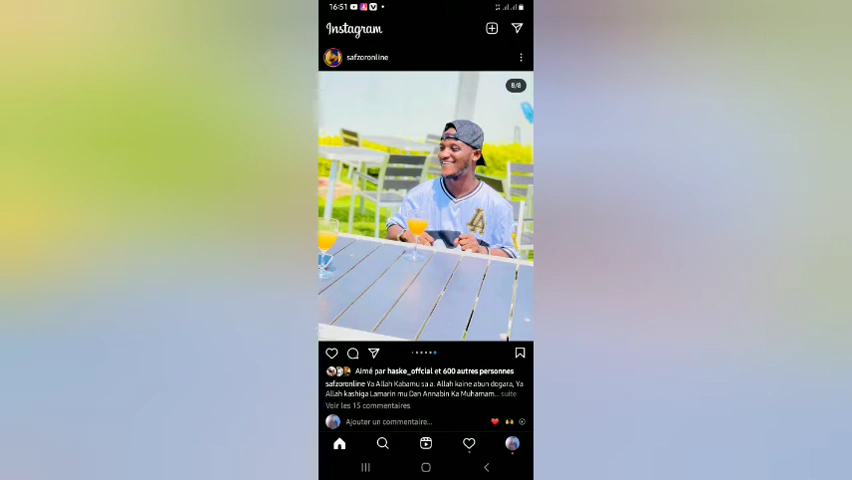 16:51
Instagram
safzoronline
8/8
Aimé par haske_offcial et 600 autres personnes
safzoronline Ya Allah Kabamu sa a. Allah kaine abun dogara, Ya
Allah kashiga Lamarin mu Dan Annabin Ka Muhamam... suite
Voir les 15 commentaires
Ajouter un commentaire...